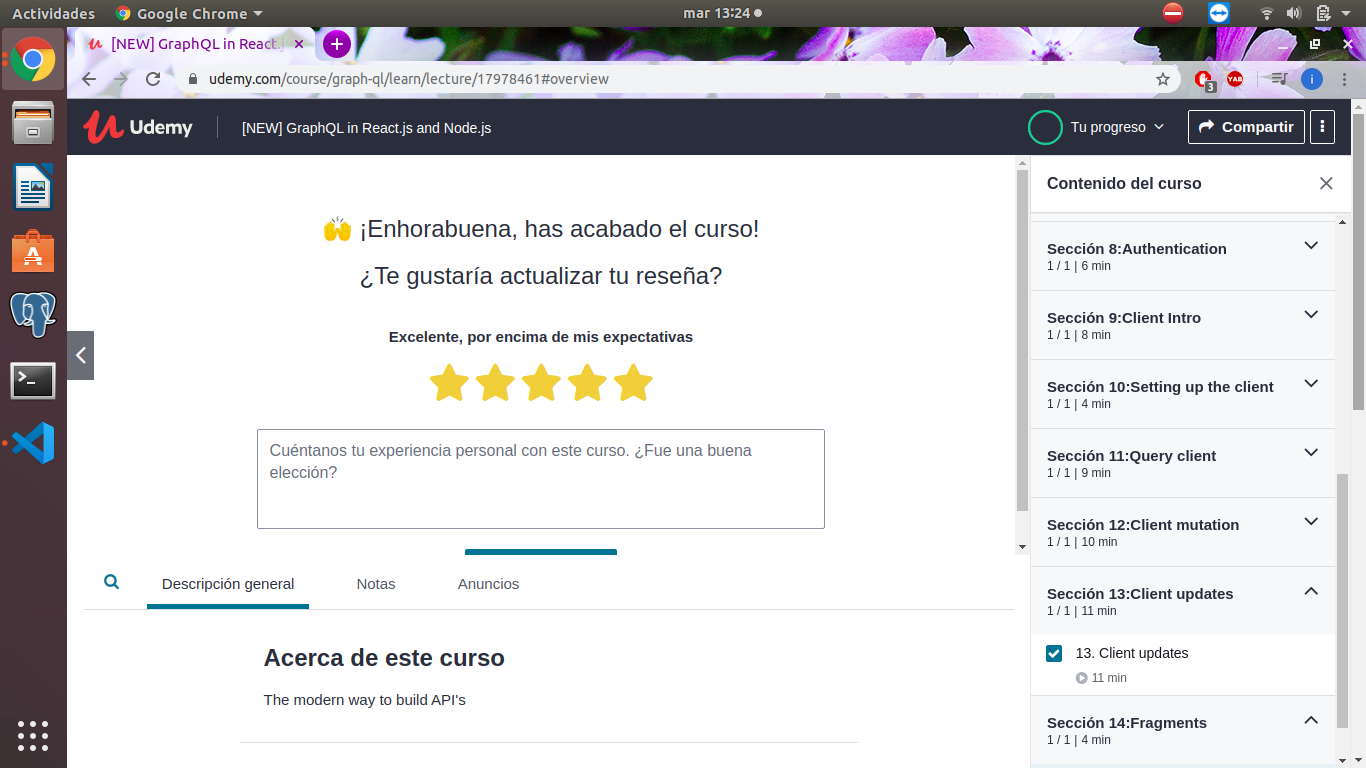 Actividades
Google Chrome
mar 13:24
[NEW] GraphQL in React.j
udemy.com/course/graph-ql/learn/lecture/17978461#overview
3
YAB
i
Udemy
[NEW] GraphQL in React.js and Node.js
Tu progreso
Compartir
¡Enhorabuena, has acabado el curso!
¿Te gustaría actualizar tu reseña?
Excelente, por encima de mis expectativas
Cuéntanos tu experiencia personal con este curso. ¿Fue una buena
elección?
Descripción general
Notas
Anuncios
Acerca de este curso
The modern way to build API's
Contenido del curso
Sección 8:Authentication
1 / 1 | 6 min
Sección 9:Client Intro
1 / 1 | 8 min
Sección 10:Setting up the client
1 / 1 | 4 min
Sección 11:Query client
1 / 1 | 9 min
Sección 12:Client mutation
1 / 1 | 10 min
Sección 13:Client updates
1 / 1 | 11 min
13. Client updates
11 min
Sección 14:Fragments
1 / 1 | 4 min